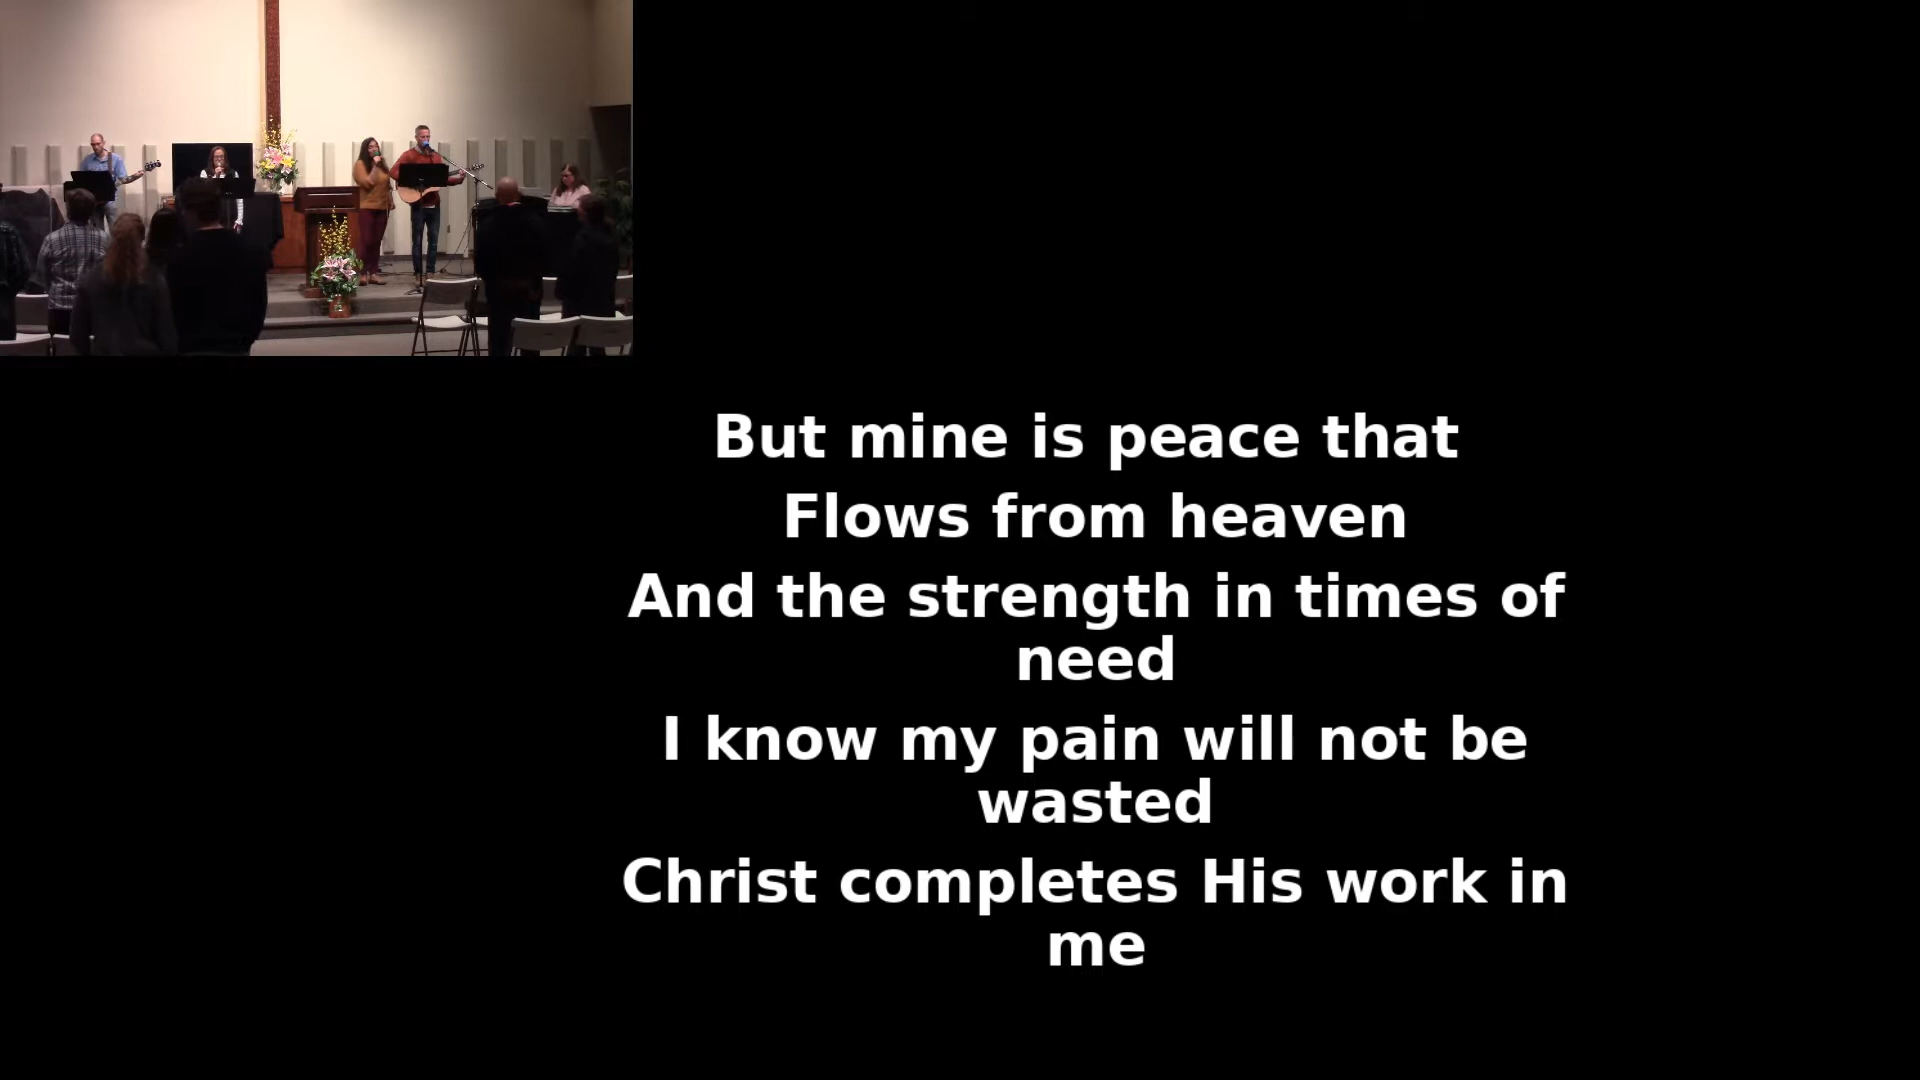 But mine is peace that
Flows from heaven
And the strength in times of
need
I know my pain will not be
wasted
Christ completes His work in
me